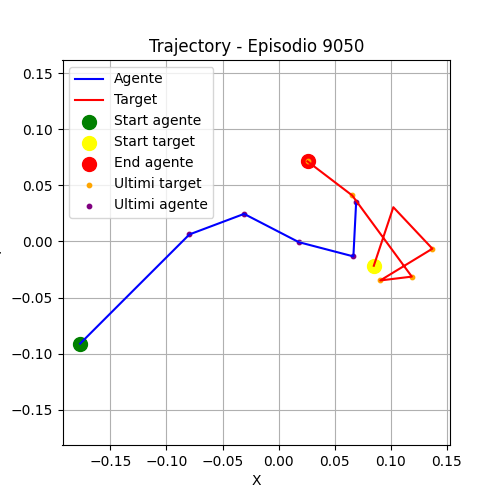 Trajectory - Episodio 9050
Agente
Target
Start agente
Start target
End agente
Ultimi target
Ultimi agente
0.15
0.10
0.05
0.00
−0.05
−0.10
−0.15
−0.15
−0.10
−0.05
0.00
0.05
0.10
0.15
X